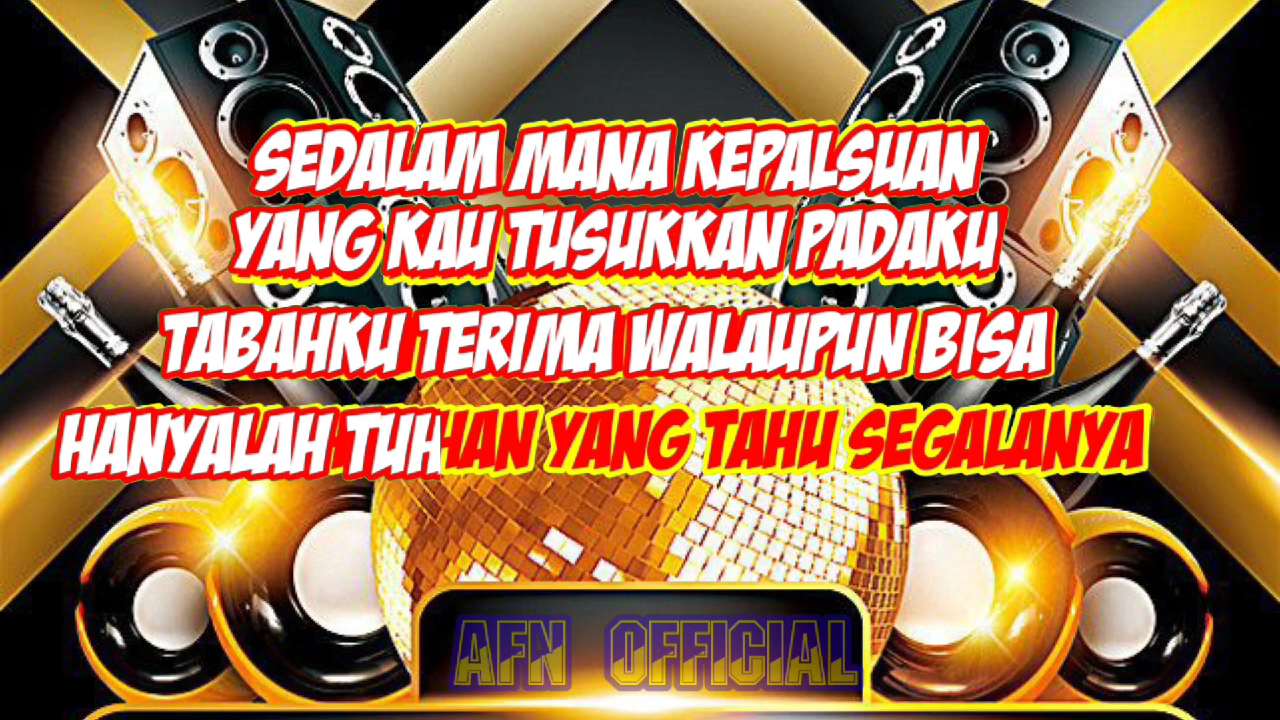 SEDALAM MANA KEPALSUAN
YANG KAU TUSUKKAN PADAKU
TABAHKU TERIMA WALAUPUN BISA
HANYALAH TUHAN YANG TAHU SEGALANYA
AFN OFFICIAL